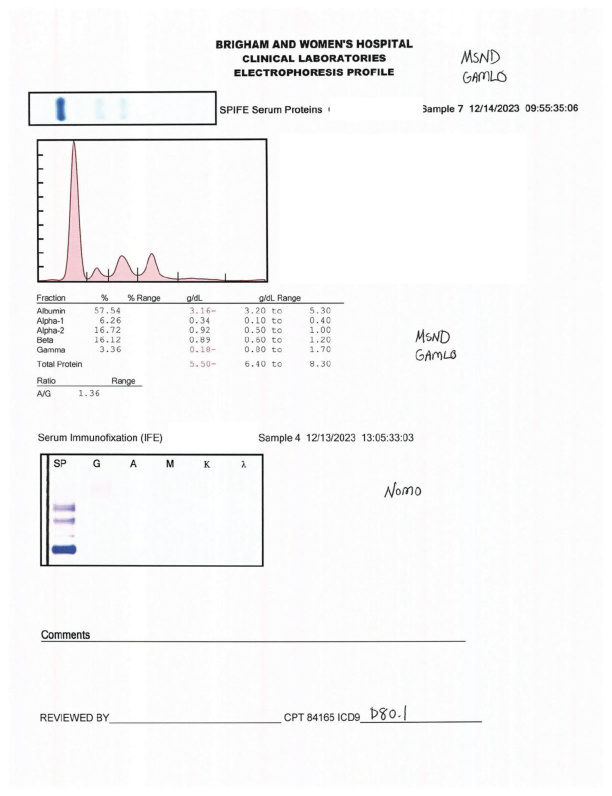 BRIGHAM AND WOMEN'S HOSPITAL
CLINICAL LABORATORIES
ELECTROPHORESIS PROFILE
MSND
GAMLO
SPIFE Serum Proteins
Sample 7 12/14/2023 09:55:35:06
Fraction % % Range g/dL g/dL Range
Albumin 57.54 3.16- 3.20 to 5.30
Alpha-1 6.26 0.34 0.10 to 0.40
Alpha-2 16.72 0.92 0.50 to 1.00
Beta 16.12 0.89 0.60 to 1.20
Gamma 3.36 0.18- 0.80 to 1.70
Total Protein 5.50- 6.40 to 8.30
MSND
GAMLO
Ratio Range
A/G 1.36
Serum Immunofixation (IFE) Sample 4 12/13/2023 13:05:33:03
SP G A M K λ
Nomo
Comments
REVIEWED BY CPT 84165 ICD9 D80.1